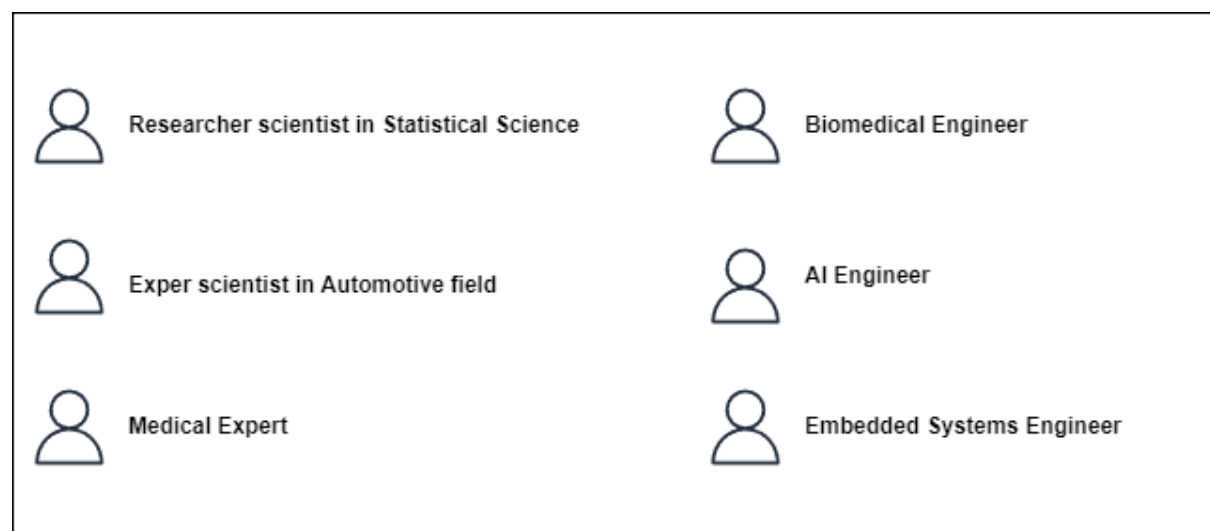 Researcher scientist in Statistical Science
Biomedical Engineer
Exper scientist in Automotive field
AI Engineer
Medical Expert
Embedded Systems Engineer